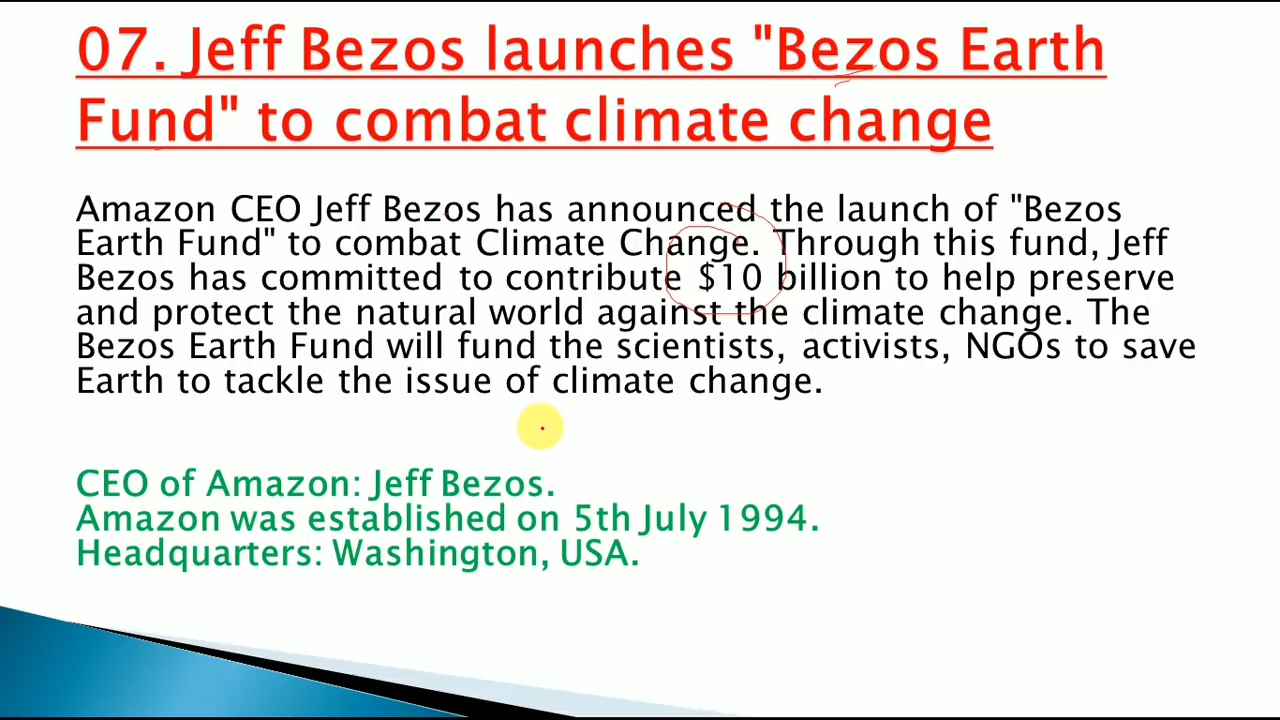 07. Jeff Bezos launches "Bezos Earth
Fund" to combat climate change
Amazon CEO Jeff Bezos has announced the launch of "Bezos
Earth Fund" to combat Climate Change. Through this fund, Jeff
Bezos has committed to contribute $10 billion to help preserve
and protect the natural world against the climate change. The
Bezos Earth Fund will fund the scientists, activists, NGOs to save
Earth to tackle the issue of climate change.
CEO of Amazon: Jeff Bezos.
Amazon was established on 5th July 1994.
Headquarters: Washington, USA.